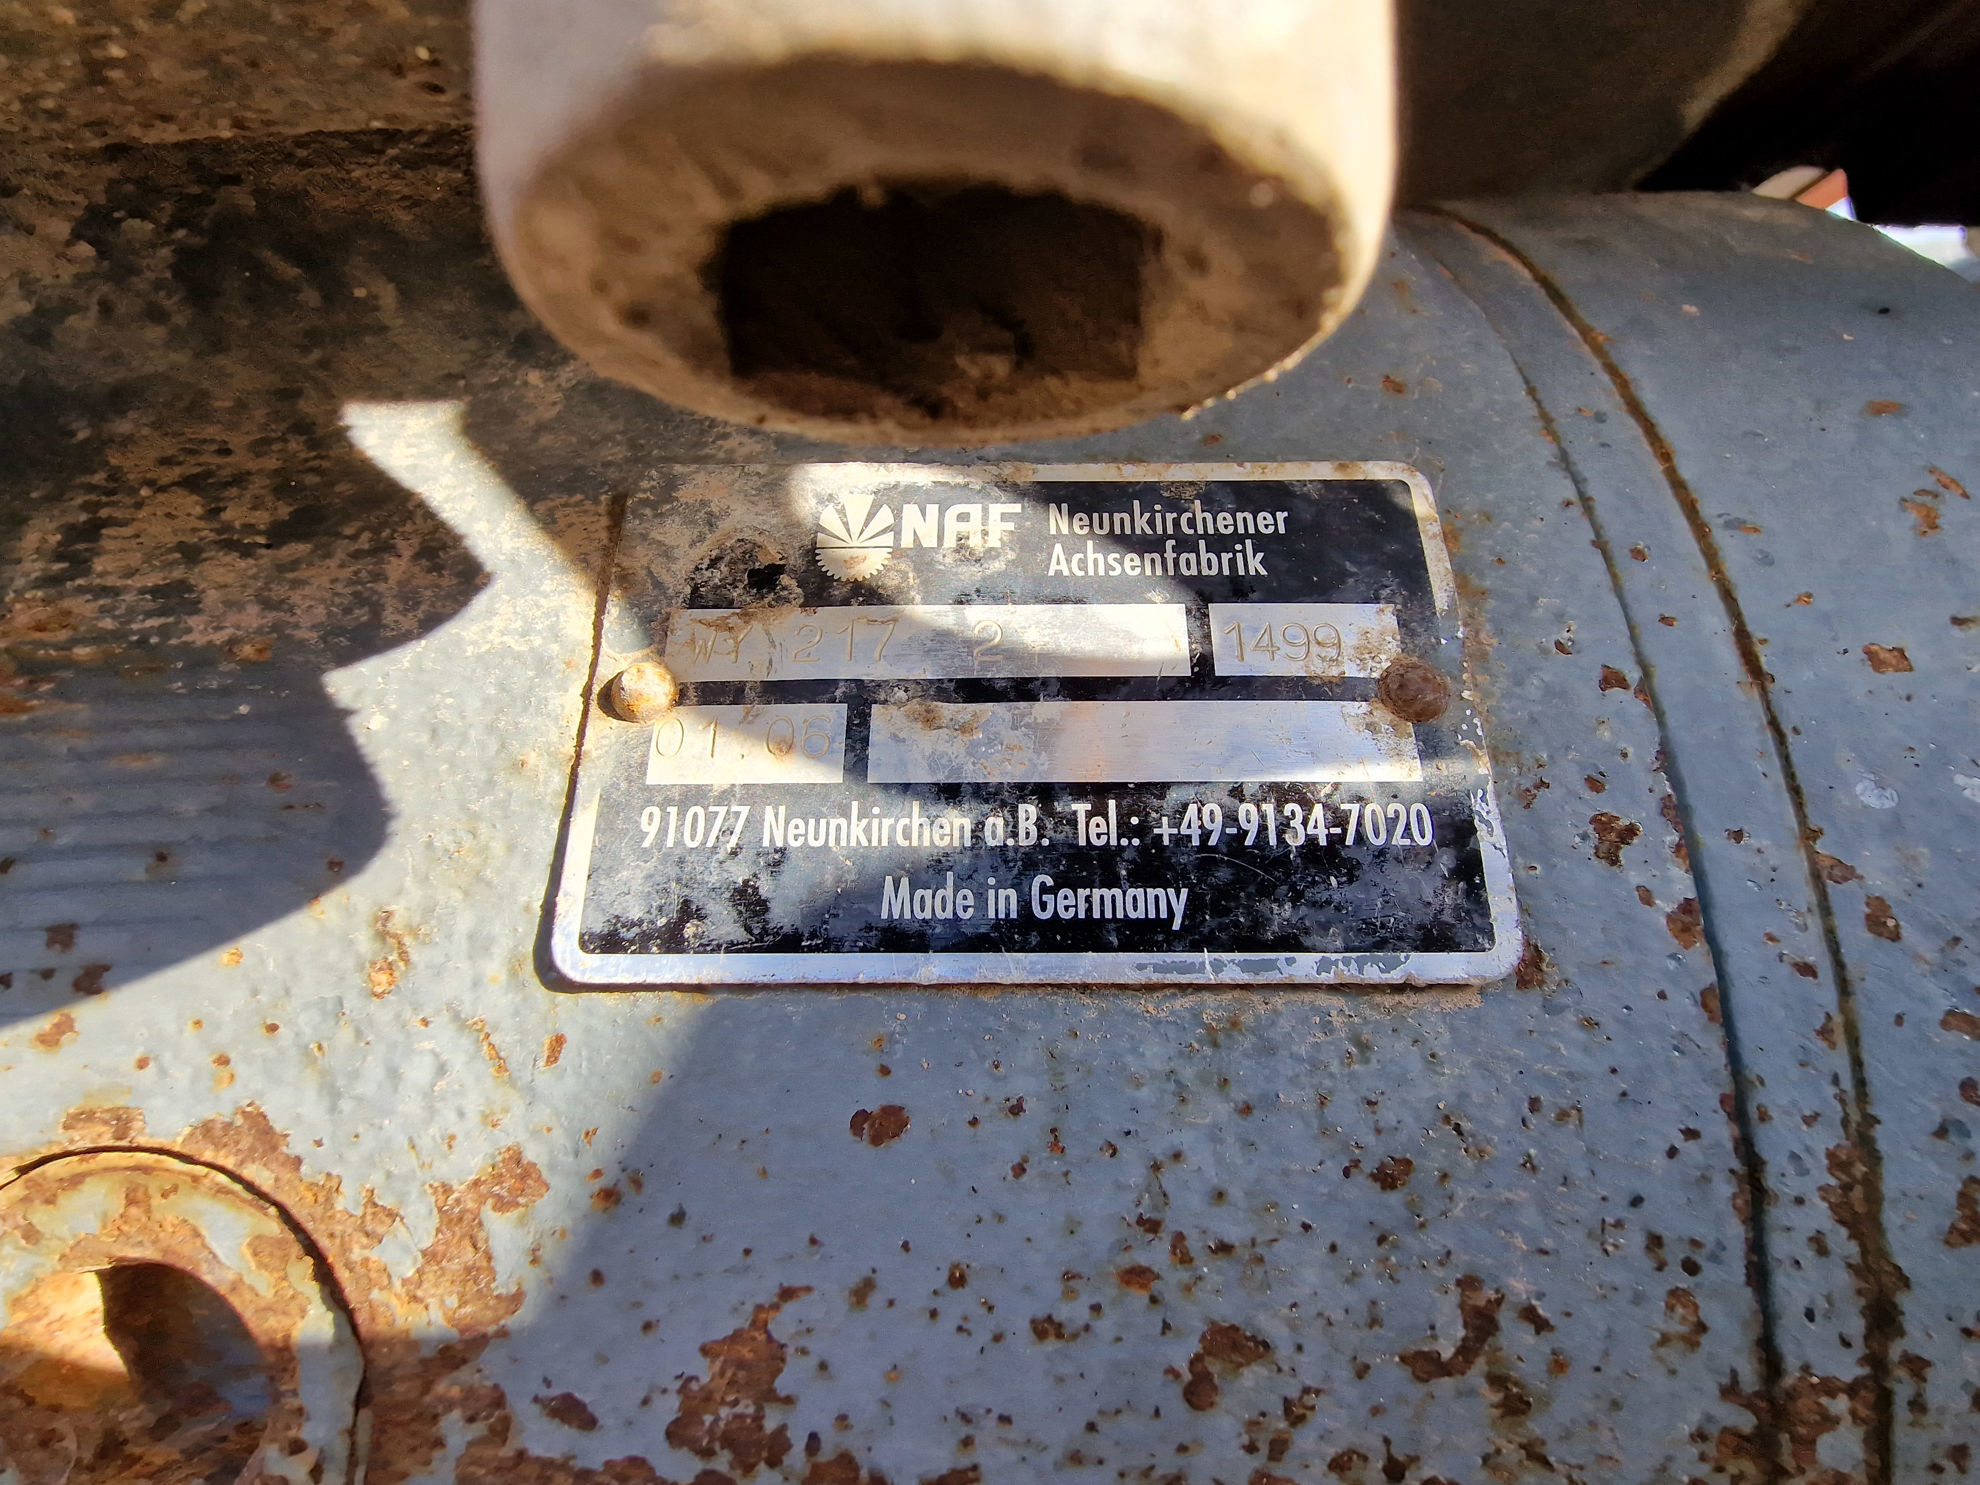 NAF Neunkirchener
Achsenfabrik
WY 217 2 1499
01.06
91077 Neunkirchen a.B. Tel.: +49-9134-7020
Made in Germany